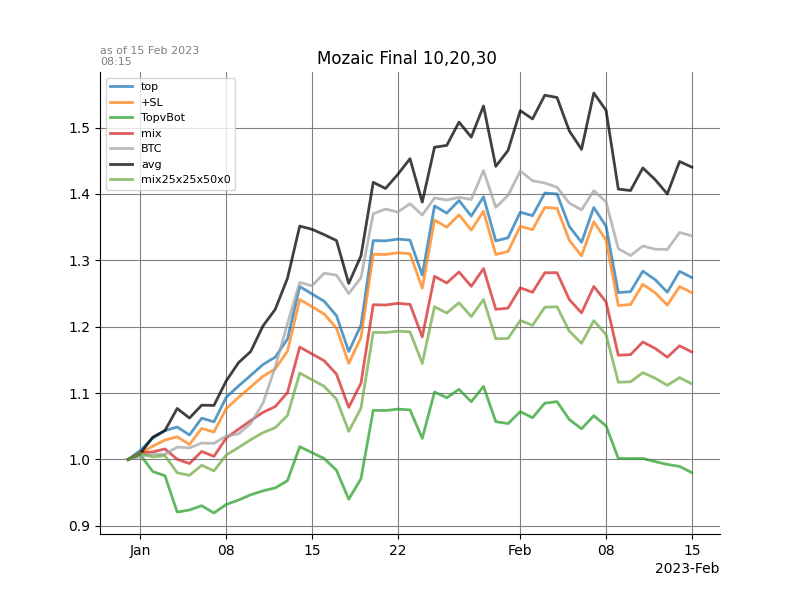 as of 15 Feb 2023
08:15
Mozaic Final 10,20,30
top
+SL
TopvBot
mix
BTC
avg
mix25x25x50x0
1.5
1.4
1.3
1.2
1.1
1.0
0.9
Jan
08
15
22
Feb
08
15
2023-Feb